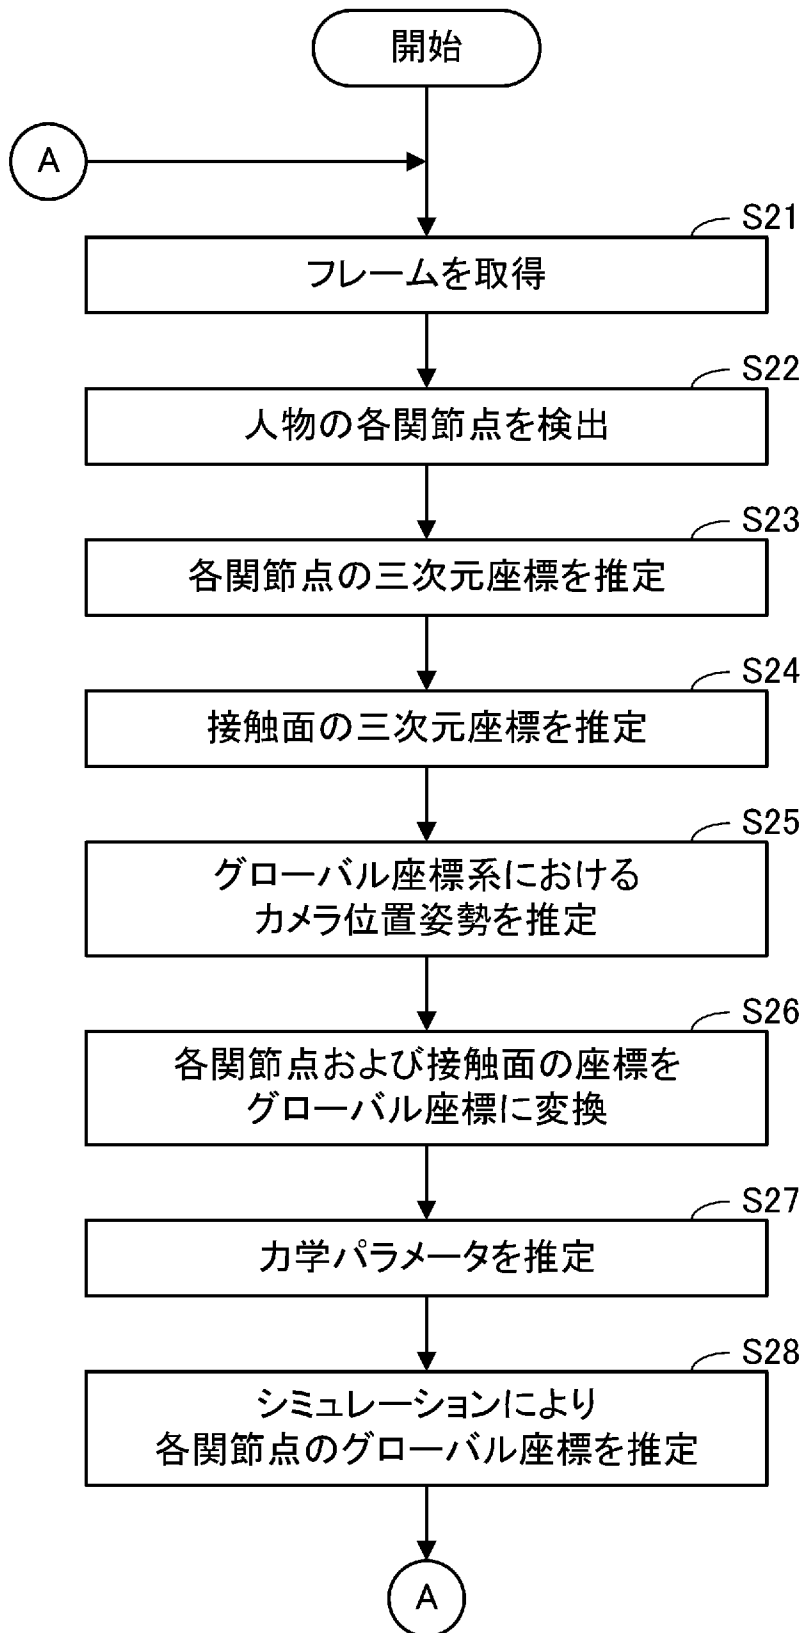 開始
A
S21
フレームを取得
S22
人物の各関節点を検出
S23
各関節点の三次元座標を推定
S24
接触面の三次元座標を推定
S25
グローバル座標系における
カメラ位置姿勢を推定
S26
各関節点および接触面の座標を
グローバル座標に変換
S27
力学パラメータを推定
S28
シミュレーションにより
各関節点のグローバル座標を推定
A